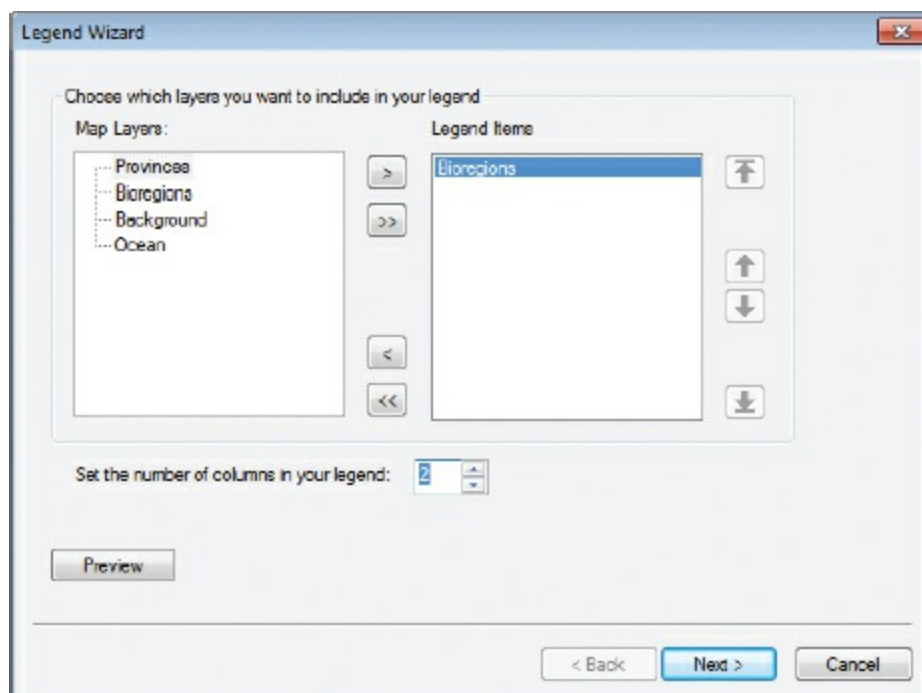 Legend Wizard
Choose which layers you want to include in your legend
Map Layers:
Legend Items
Provinces
Bioregions
Background
Ocean
>
>>
<
<<
Bioregions
Set the number of columns in your legend: 2
Preview
< Back
Next >
Cancel